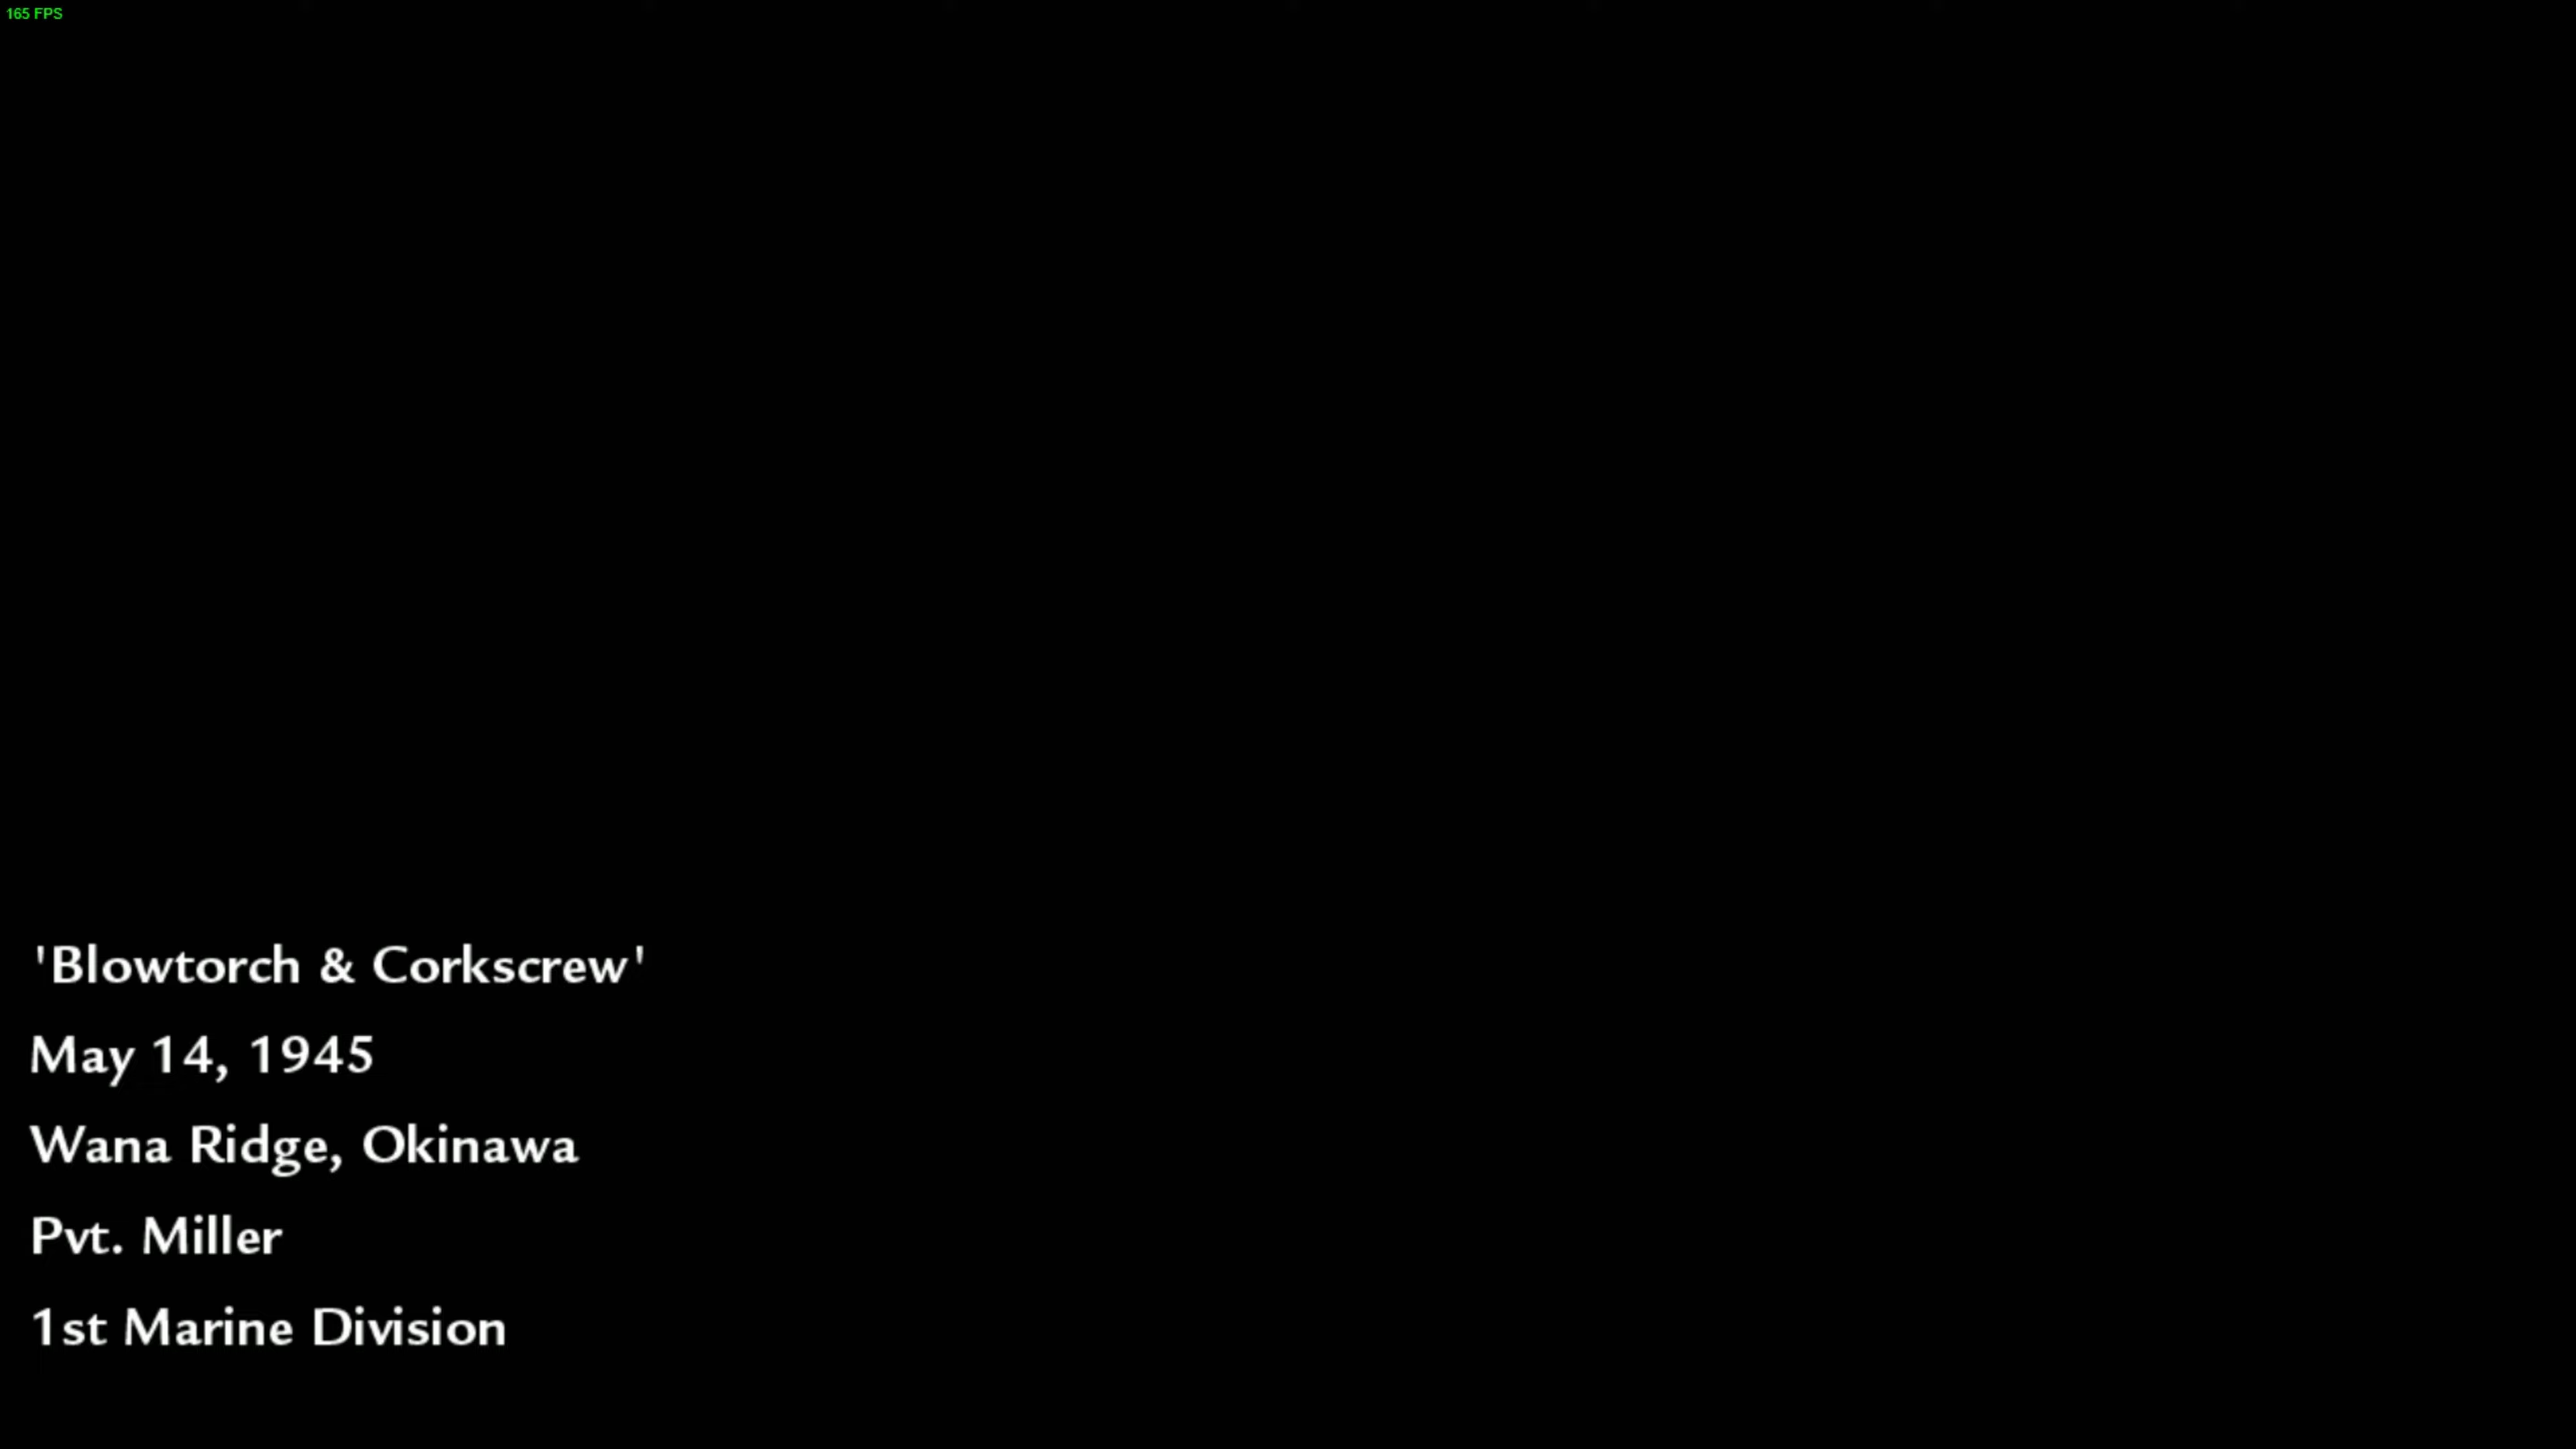 165 FPS
'Blowtorch & Corkscrew'
May 14, 1945
Wana Ridge, Okinawa
Pvt. Miller
1st Marine Division